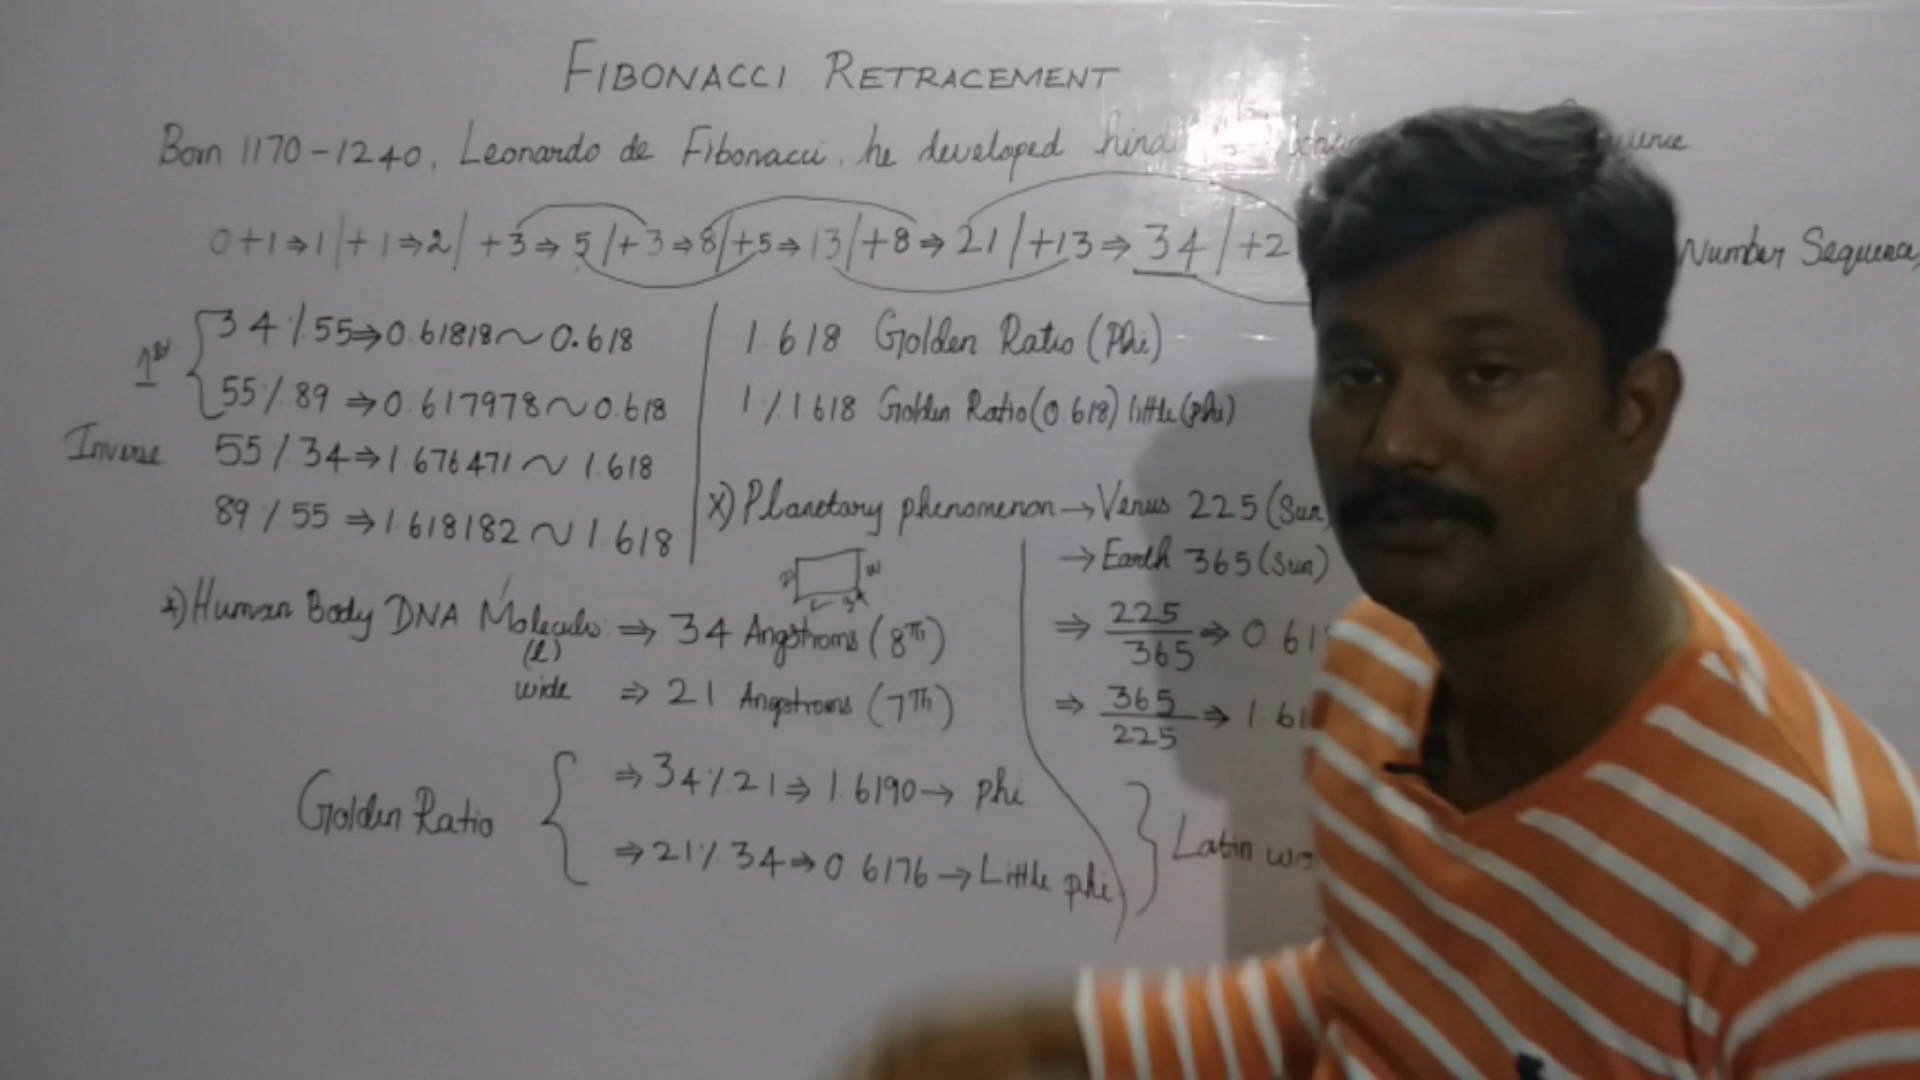 FIBONACCI RETRACEMENT
Born 1170-1240, Leonardo de Fibonacci, he developed
0+1⇒1|+1⇒2| +3⇒ 5|+3⇒8|+5⇒13|+8⇒ 21|+13⇒ 34|+2 Number Sequence
1st 34%55⇒0.61818~0.618
55%89 ⇒0.617978~0.618
Inverse 55/34⇒1.676471~ 1.618
89/55 ⇒1.618182~1.618
1.618 Golden Ratio (Phi)
1%1.618 Golden Ratio(0.618) little(phi)
x) Planetary phenomenon→Venus 225(Sun)
→Earth 365(Sun)
⇒ 225/365 ⇒ 0.61
⇒ 365/225 ⇒ 1.61
2) Human Body DNA Molecules ⇒ 34 Angstroms (8Th)
(l)
wide ⇒ 21 Angstroms (7Th)
Golden Ratio
⇒34%21⇒ 1.6190→ phi
⇒21%34⇒0.6176→Little phi
Latin